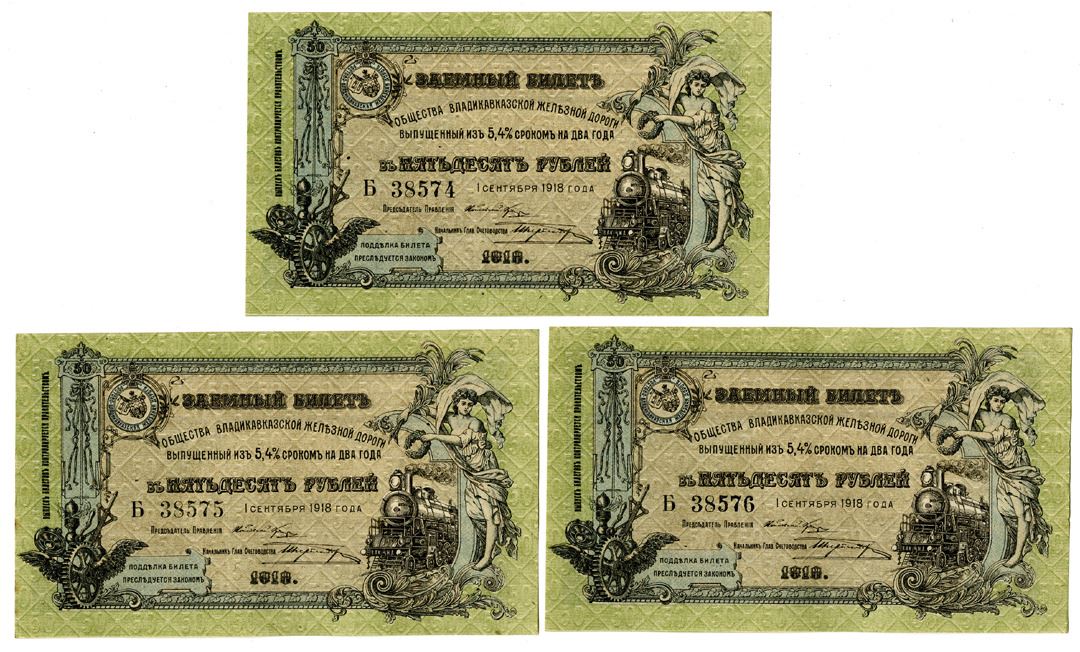 50
ЗАЕМНЫЙ БИЛЕТЪ
ОБЩЕСТВА ВЛАДИКАВКАЗСКОЙ ЖЕЛѢЗНОЙ ДОРОГИ
ВЫПУЩЕННЫЙ ИЗЪ 5,4% СРОКОМЪ НА ДВА ГОДА
въ ПЯТЬДЕСЯТЪ РУБЛЕЙ
Б 38574 1 СЕНТЯБРЯ 1918 ГОДА
Предсѣдатель Правленія
Начальникъ Глав. Счетоводства
ПОДДѢЛКА БИЛЕТА
ПРЕСЛѢДУЕТСЯ ЗАКОНОМЪ
1918.
50
ЗАЕМНЫЙ БИЛЕТЪ
ОБЩЕСТВА ВЛАДИКАВКАЗСКОЙ ЖЕЛѢЗНОЙ ДОРОГИ
ВЫПУЩЕННЫЙ ИЗЪ 5,4% СРОКОМЪ НА ДВА ГОДА
въ ПЯТЬДЕСЯТЪ РУБЛЕЙ
Б 38575 1 СЕНТЯБРЯ 1918 ГОДА
Предсѣдатель Правленія
Начальникъ Глав. Счетоводства
ПОДДѢЛКА БИЛЕТА
ПРЕСЛѢДУЕТСЯ ЗАКОНОМЪ
1918.
50
ЗАЕМНЫЙ БИЛЕТЪ
ОБЩЕСТВА ВЛАДИКАВКАЗСКОЙ ЖЕЛѢЗНОЙ ДОРОГИ
ВЫПУЩЕННЫЙ ИЗЪ 5,4% СРОКОМЪ НА ДВА ГОДА
въ ПЯТЬДЕСЯТЪ РУБЛЕЙ
Б 38576 1 СЕНТЯБРЯ 1918 ГОДА
Предсѣдатель Правленія
Начальникъ Глав. Счетоводства
ПОДДѢЛКА БИЛЕТА
ПРЕСЛѢДУЕТСЯ ЗАКОНОМЪ
1918.